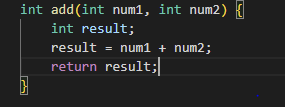 int add(int num1, int num2) {
    int result;
    result = num1 + num2;
    return result;
}